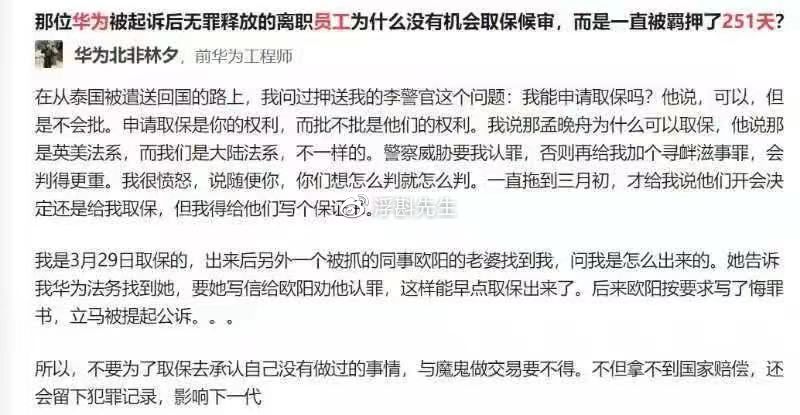 那位华为被起诉后无罪释放的离职员工为什么没有机会取保候审，而是一直被羁押了251天？
华为北非林夕，前华为工程师
在从泰国被遣送回国的路上，我问过押送我的李警官这个问题：我能申请取保吗？他说，可以，但
是不会批。申请取保是你的权利，而批不批是他们的权利。我说那孟晚舟为什么可以取保，他说那
是英美法系，而我们是大陆法系，不一样的。警察威胁要我认罪，否则再给我加个寻衅滋事罪，会
判得更重。我很愤怒，说随便你，你们想怎么判就怎么判。一直拖到三月初，才给我说他们开会决
定还是给我取保，但我得给他们写个保证书。
浮尌先生
我是3月29日取保的，出来后另外一个被抓的同事欧阳的老婆找到我，问我是怎么出来的。她告诉
我华为法务找到她，要她写信给欧阳劝他认罪，这样能早点取保出来了。后来欧阳按要求写了悔罪
书，立马被提起公诉。。。
所以，不要为了取保去承认自己没有做过的事情，与魔鬼做交易要不得。不但拿不到国家赔偿，还
会留下犯罪记录，影响下一代